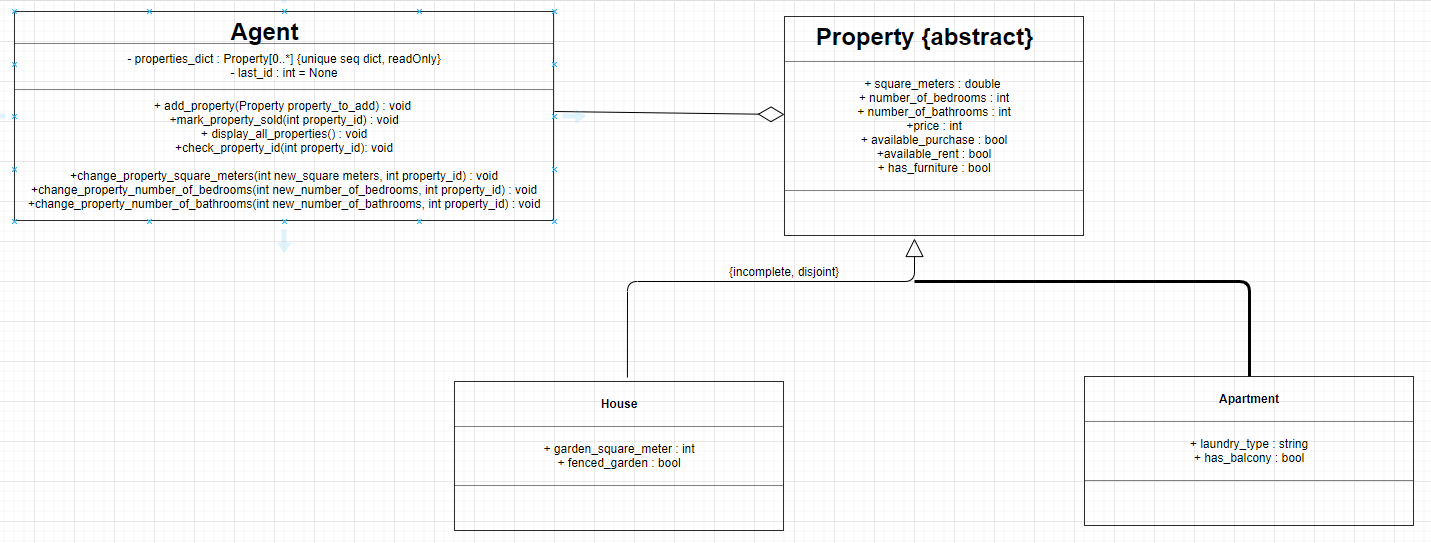 Agent
- properties_dict : Property[0..*] {unique seq dict, readOnly}
- last_id : int = None
+ add_property(Property property_to_add) : void
+mark_property_sold(int property_id) : void
+ display_all_properties() : void
+check_property_id(int property_id): void
+change_property_square_meters(int new_square meters, int property_id) : void
+change_property_number_of_bedrooms(int new_number_of_bedrooms, int property_id) : void
+change_property_number_of_bathrooms(int new_number_of_bathrooms, int property_id) : void
Property {abstract}
+ square_meters : double
+ number_of_bedrooms : int
+ number_of_bathrooms : int
+price : int
+ available_purchase : bool
+available_rent : bool
+ has_furniture : bool
{incomplete, disjoint}
House
+ garden_square_meter : int
+ fenced_garden : bool
Apartment
+ laundry_type : string
+ has_balcony : bool